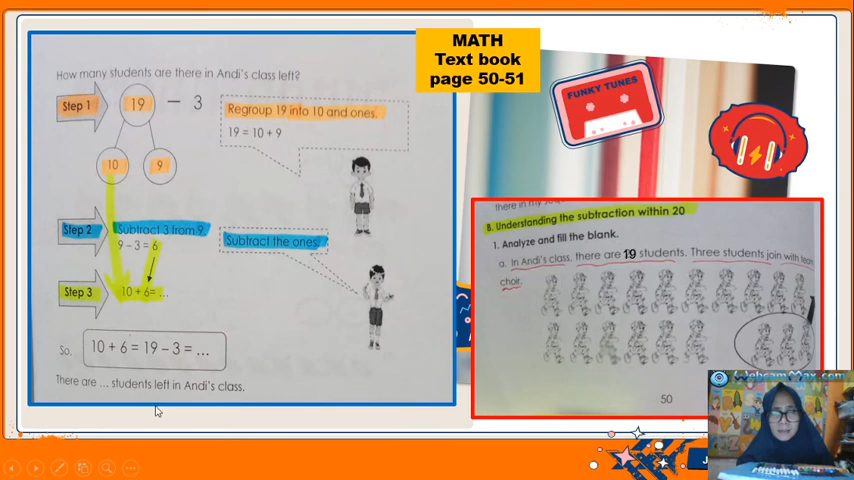 MATH
Text book
page 50-51
How many students are there in Andi's class left?
Step 1
19 - 3
Regroup 19 into 10 and ones.
19 = 10 + 9
10
9
Step 2
Subtract 3 from 9
9 – 3 = 6
Subtract the ones.
Step 3
10 + 6= ...
So,
10 + 6 = 19 – 3 = ...
There are ... students left in Andi's class.
FUNKY TUNES
there in my
B. Understanding the subtraction within 20
1. Analyze and fill the blank.
a. In Andi's class, there are 19 students. Three students join with
choir.
50